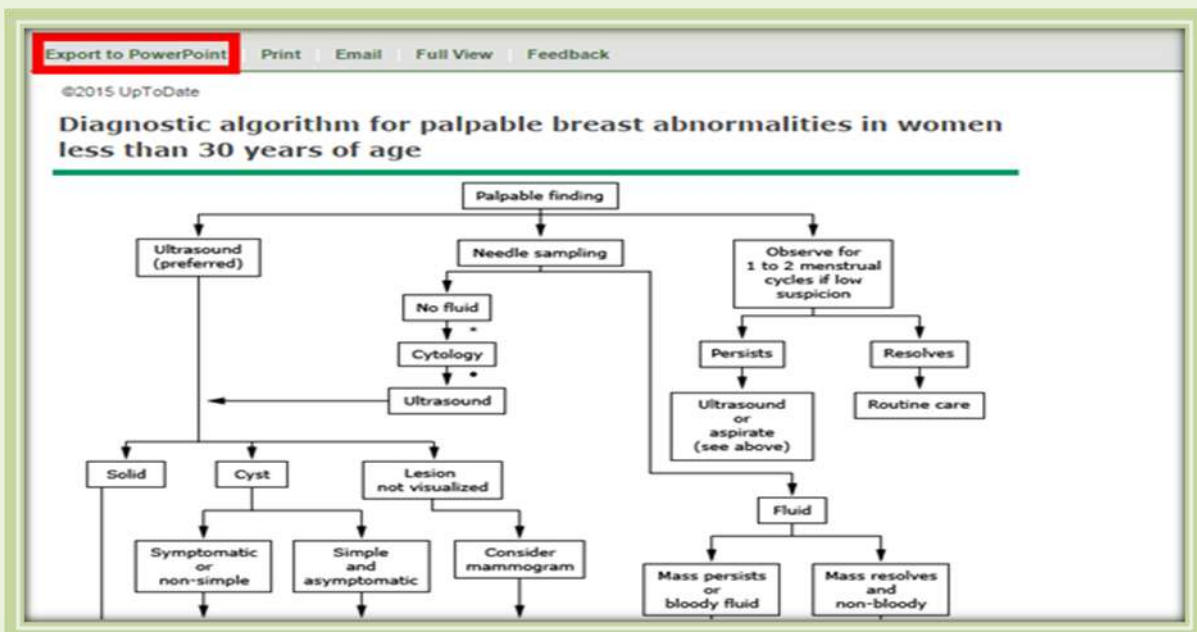 Export to PowerPoint Print Email Full View Feedback
©2015 UpToDate
Diagnostic algorithm for palpable breast abnormalities in women
less than 30 years of age
Palpable finding
Ultrasound
(preferred)
Needle sampling
Observe for
1 to 2 menstrual
cycles if low
suspicion
No fluid
Cytology
Ultrasound
Persists
Resolves
Ultrasound
or
aspirate
(see above)
Routine care
Solid
Cyst
Lesion
not visualized
Fluid
Symptomatic
or
non-simple
Simple
and
asymptomatic
Consider
mammogram
Mass persists
or
bloody fluid
Mass resolves
and
non-bloody